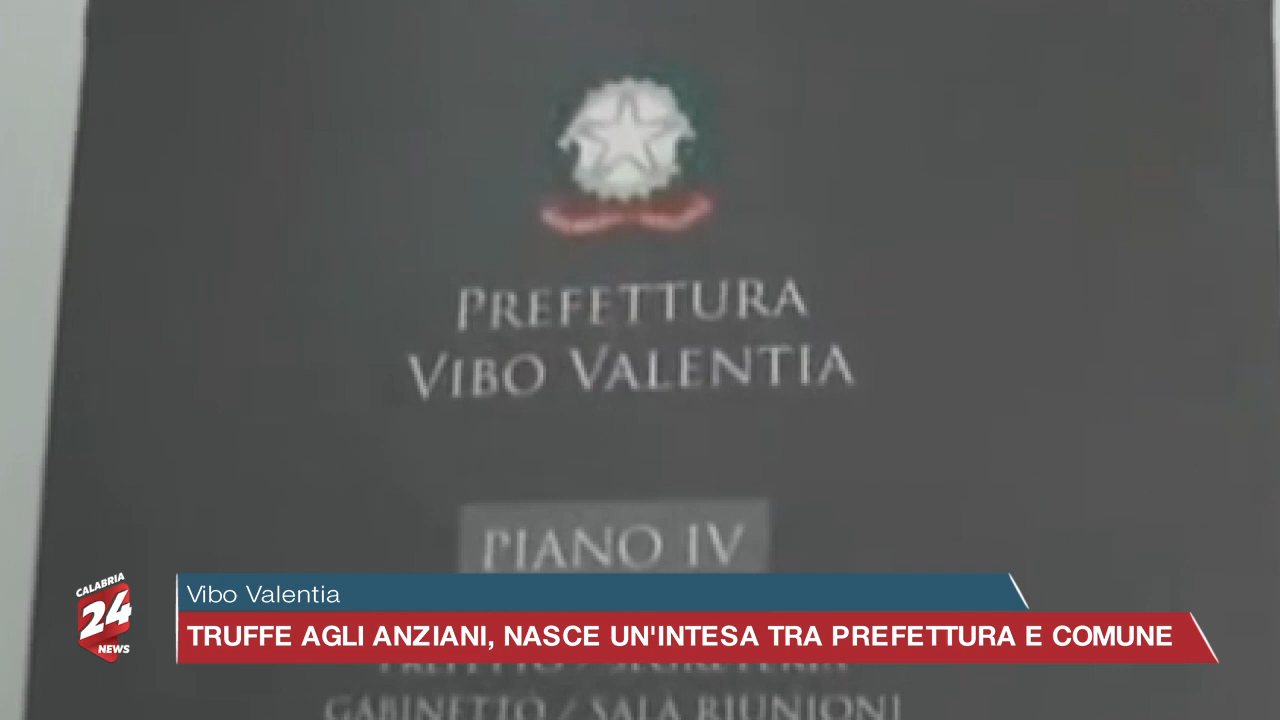 PREFETTURA
VIBO VALENTIA
PIANO IV
CALABRIA
24
NEWS
Vibo Valentia
TRUFFE AGLI ANZIANI, NASCE UN'INTESA TRA PREFETTURA E COMUNE
GABINETTO / SALA RIUNIONI